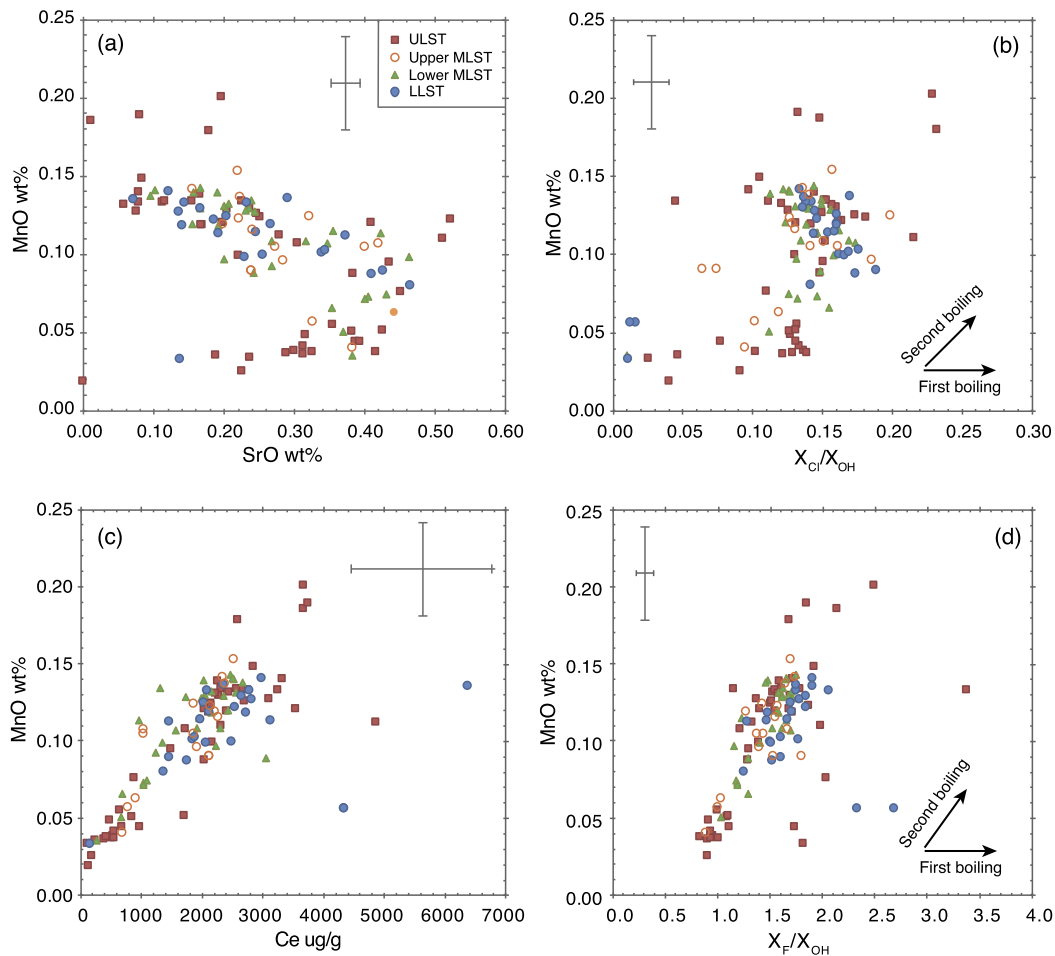 (a)
ULST
Upper MLST
Lower MLST
LLST
MnO wt%
0.25
0.20
0.15
0.10
0.05
0.00
0.00 0.10 0.20 0.30 0.40 0.50 0.60
SrO wt%
(b)
MnO wt%
0.25
0.20
0.15
0.10
0.05
0.00
Second boiling
First boiling
0.00 0.05 0.10 0.15 0.20 0.25 0.30
X_Cl/X_OH
(c)
MnO wt%
0.25
0.20
0.15
0.10
0.05
0.00
0 1000 2000 3000 4000 5000 6000 7000
Ce ug/g
(d)
MnO wt%
0.25
0.20
0.15
0.10
0.05
0.00
Second boiling
First boiling
0.0 0.5 1.0 1.5 2.0 2.5 3.0 3.5 4.0
X_F/X_OH